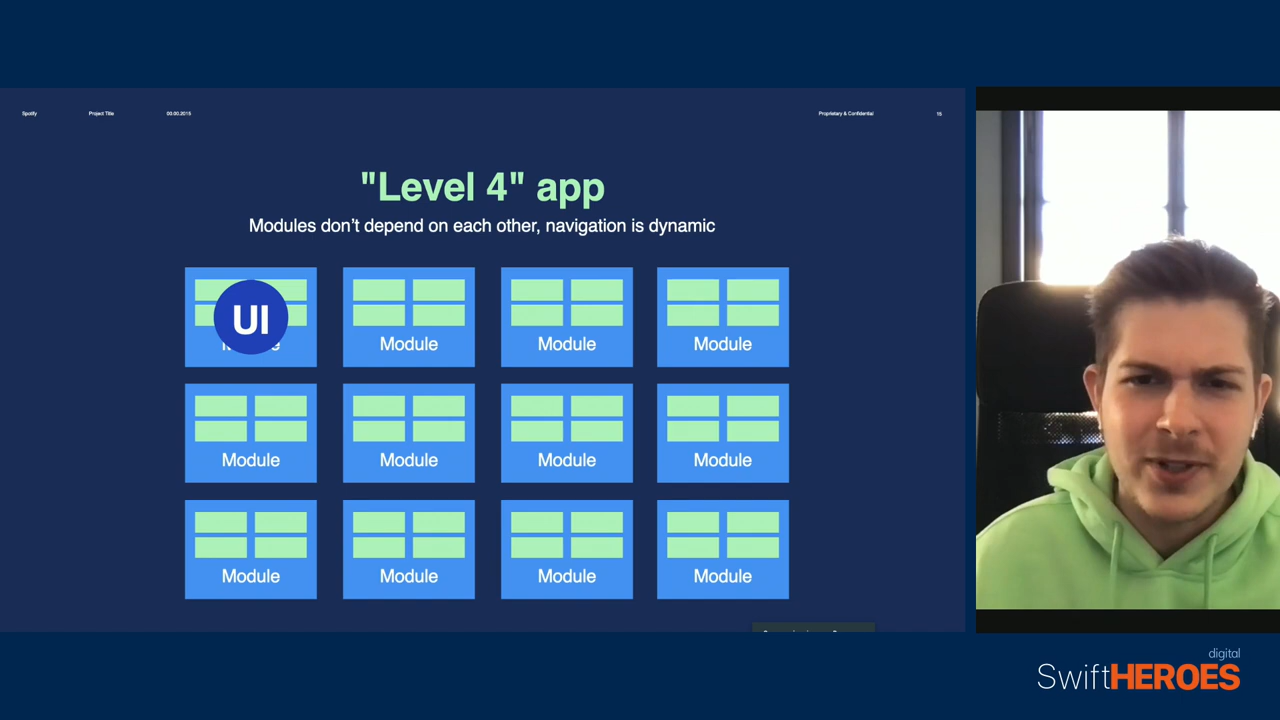 Spotify Project Title 00.00.2015 Proprietary & Confidential 15
"Level 4" app
Modules don't depend on each other, navigation is dynamic
UI
Module Module Module
Module Module Module Module
Module Module Module Module
digital
SwiftHEROES